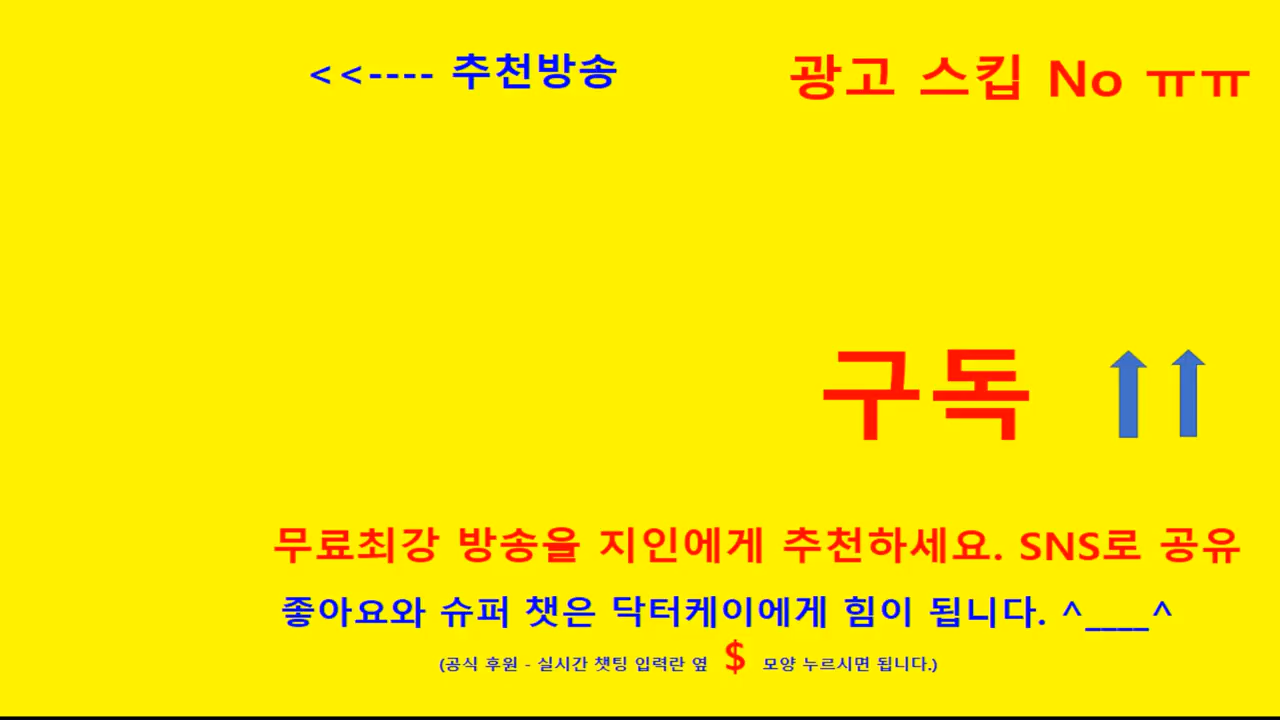 <<---- 추천방송
광고 스킵 No ㅠㅠ
구독
무료최강 방송을 지인에게 추천하세요. SNS로 공유
좋아요와 슈퍼 챗은 닥터케이에게 힘이 됩니다. ^____^
(공식 후원 - 실시간 챗팅 입력란 옆 $ 모양 누르시면 됩니다.)